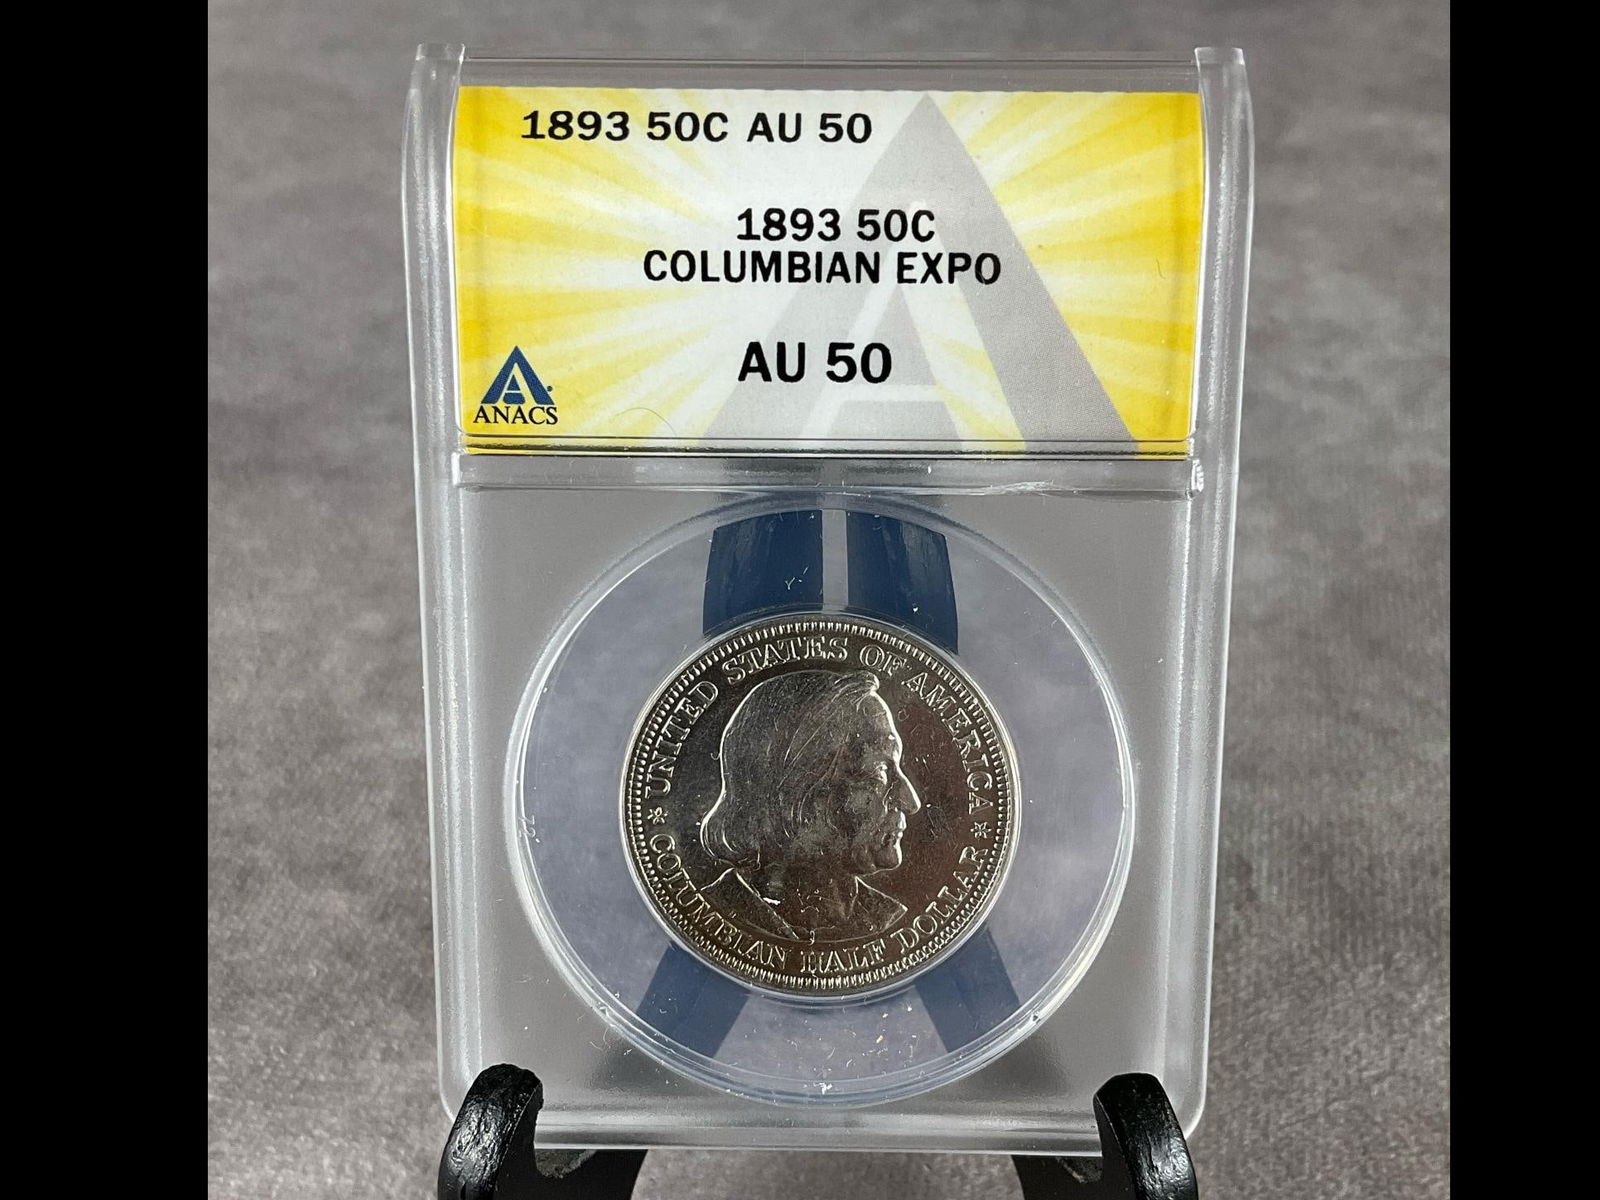 1893 50C AU 50
1893 50C
COLUMBIAN EXPO
AU 50
ANACS
UNITED STATES OF AMERICA
COLUMBIAN HALF DOLLAR